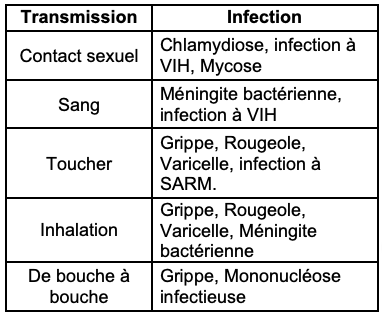 Transmission Infection
Contact sexuel
Chlamydiose, infection à
VIH, Mycose
Sang
Méningite bactérienne,
infection à VIH
Toucher
Grippe, Rougeole,
Varicelle, infection à
SARM.
Inhalation
Grippe, Rougeole,
Varicelle, Méningite
bactérienne
De bouche à
bouche
Grippe, Mononucléose
infectieuse